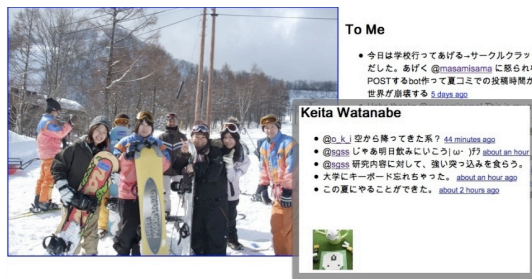 To Me
今日は学校行ってあげる→サークルクラッ
だした。あげく @masamisama に怒られ
POSTするbot作って夏コミでの投稿時間が
世界が崩壊する 5 days ago
Keita Watanabe
@o_k_i 空から降ってきた系？ 44 minutes ago
@sgss じゃあ明日飲みにいこう|ω･)ﾁﾗ about an hour
@sgss 研究内容に対して、強い突っ込みを食らう。
大学にキーボード忘れちゃった。 about an hour ago
この夏にやることができた。 about 2 hours ago